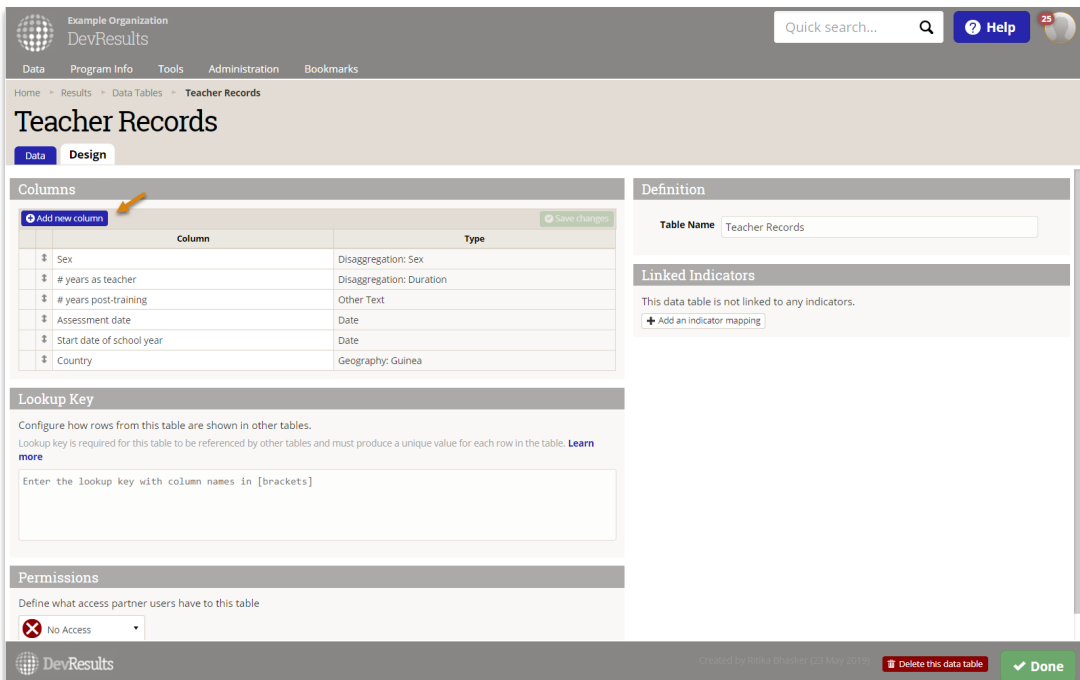 Example Organization
DevResults
Quick search...
Help
25
Data Program Info Tools Administration Bookmarks
Home Results Data Tables Teacher Records
Teacher Records
Data Design
Columns
Add new column
Save changes
Column Type
Sex Disaggregation: Sex
# years as teacher Disaggregation: Duration
# years post-training Other Text
Assessment date Date
Start date of school year Date
Country Geography: Guinea
Lookup Key
Configure how rows from this table are shown in other tables.
Lookup key is required for this table to be referenced by other tables and must produce a unique value for each row in the table. Learn
more
Enter the lookup key with column names in [brackets]
Permissions
Define what access partner users have to this table
No Access
Definition
Table Name Teacher Records
Linked Indicators
This data table is not linked to any indicators.
Add an indicator mapping
DevResults
Created by Ritika Bhasker (23 May 2019)
Delete this data table
Done